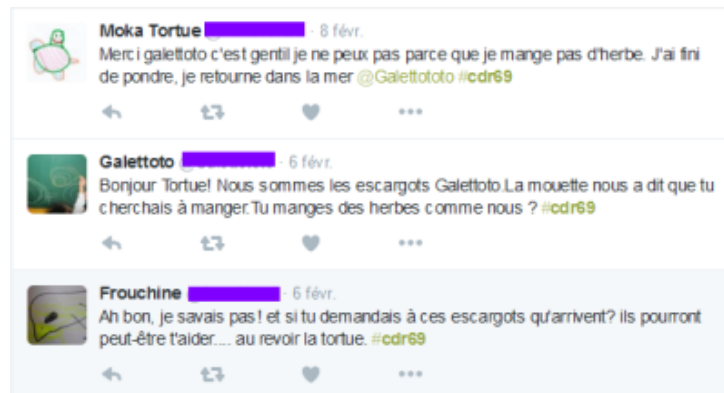 Moka Tortue · 8 févr.
Merci galettoto c'est gentil je ne peux pas parce que je mange pas d'herbe. J'ai fini
de pondre, je retourne dans la mer @Galettototo #cdr69
Galettoto · 6 févr.
Bonjour Tortue! Nous sommes les escargots Galettoto.La mouette nous a dit que tu
cherchais à manger.Tu manges des herbes comme nous ? #cdr69
Frouchine · 6 févr.
Ah bon, je savais pas! et si tu demandais à ces escargots qu'arrivent? ils pourront
peut-être t'aider.... au revoir la tortue. #cdr69